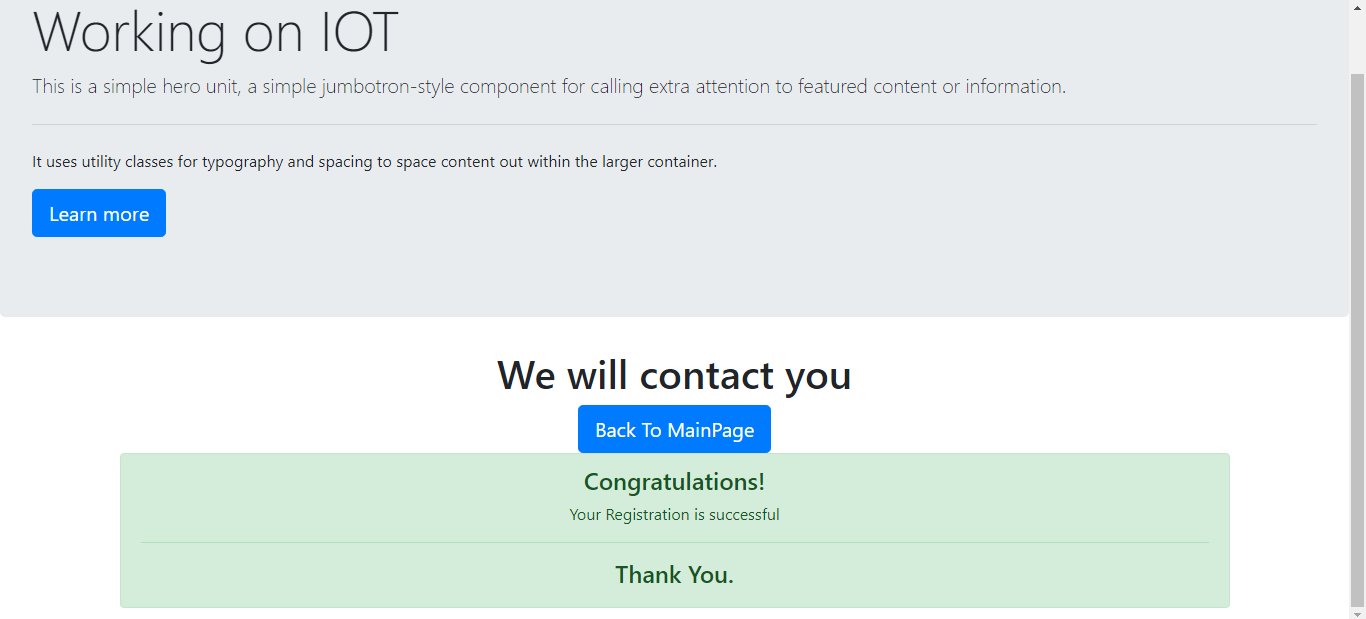 Working on IOT
This is a simple hero unit, a simple jumbotron-style component for calling extra attention to featured content or information.
It uses utility classes for typography and spacing to space content out within the larger container.
Learn more
We will contact you
Back To MainPage
Congratulations!
Your Registration is successful
Thank You.